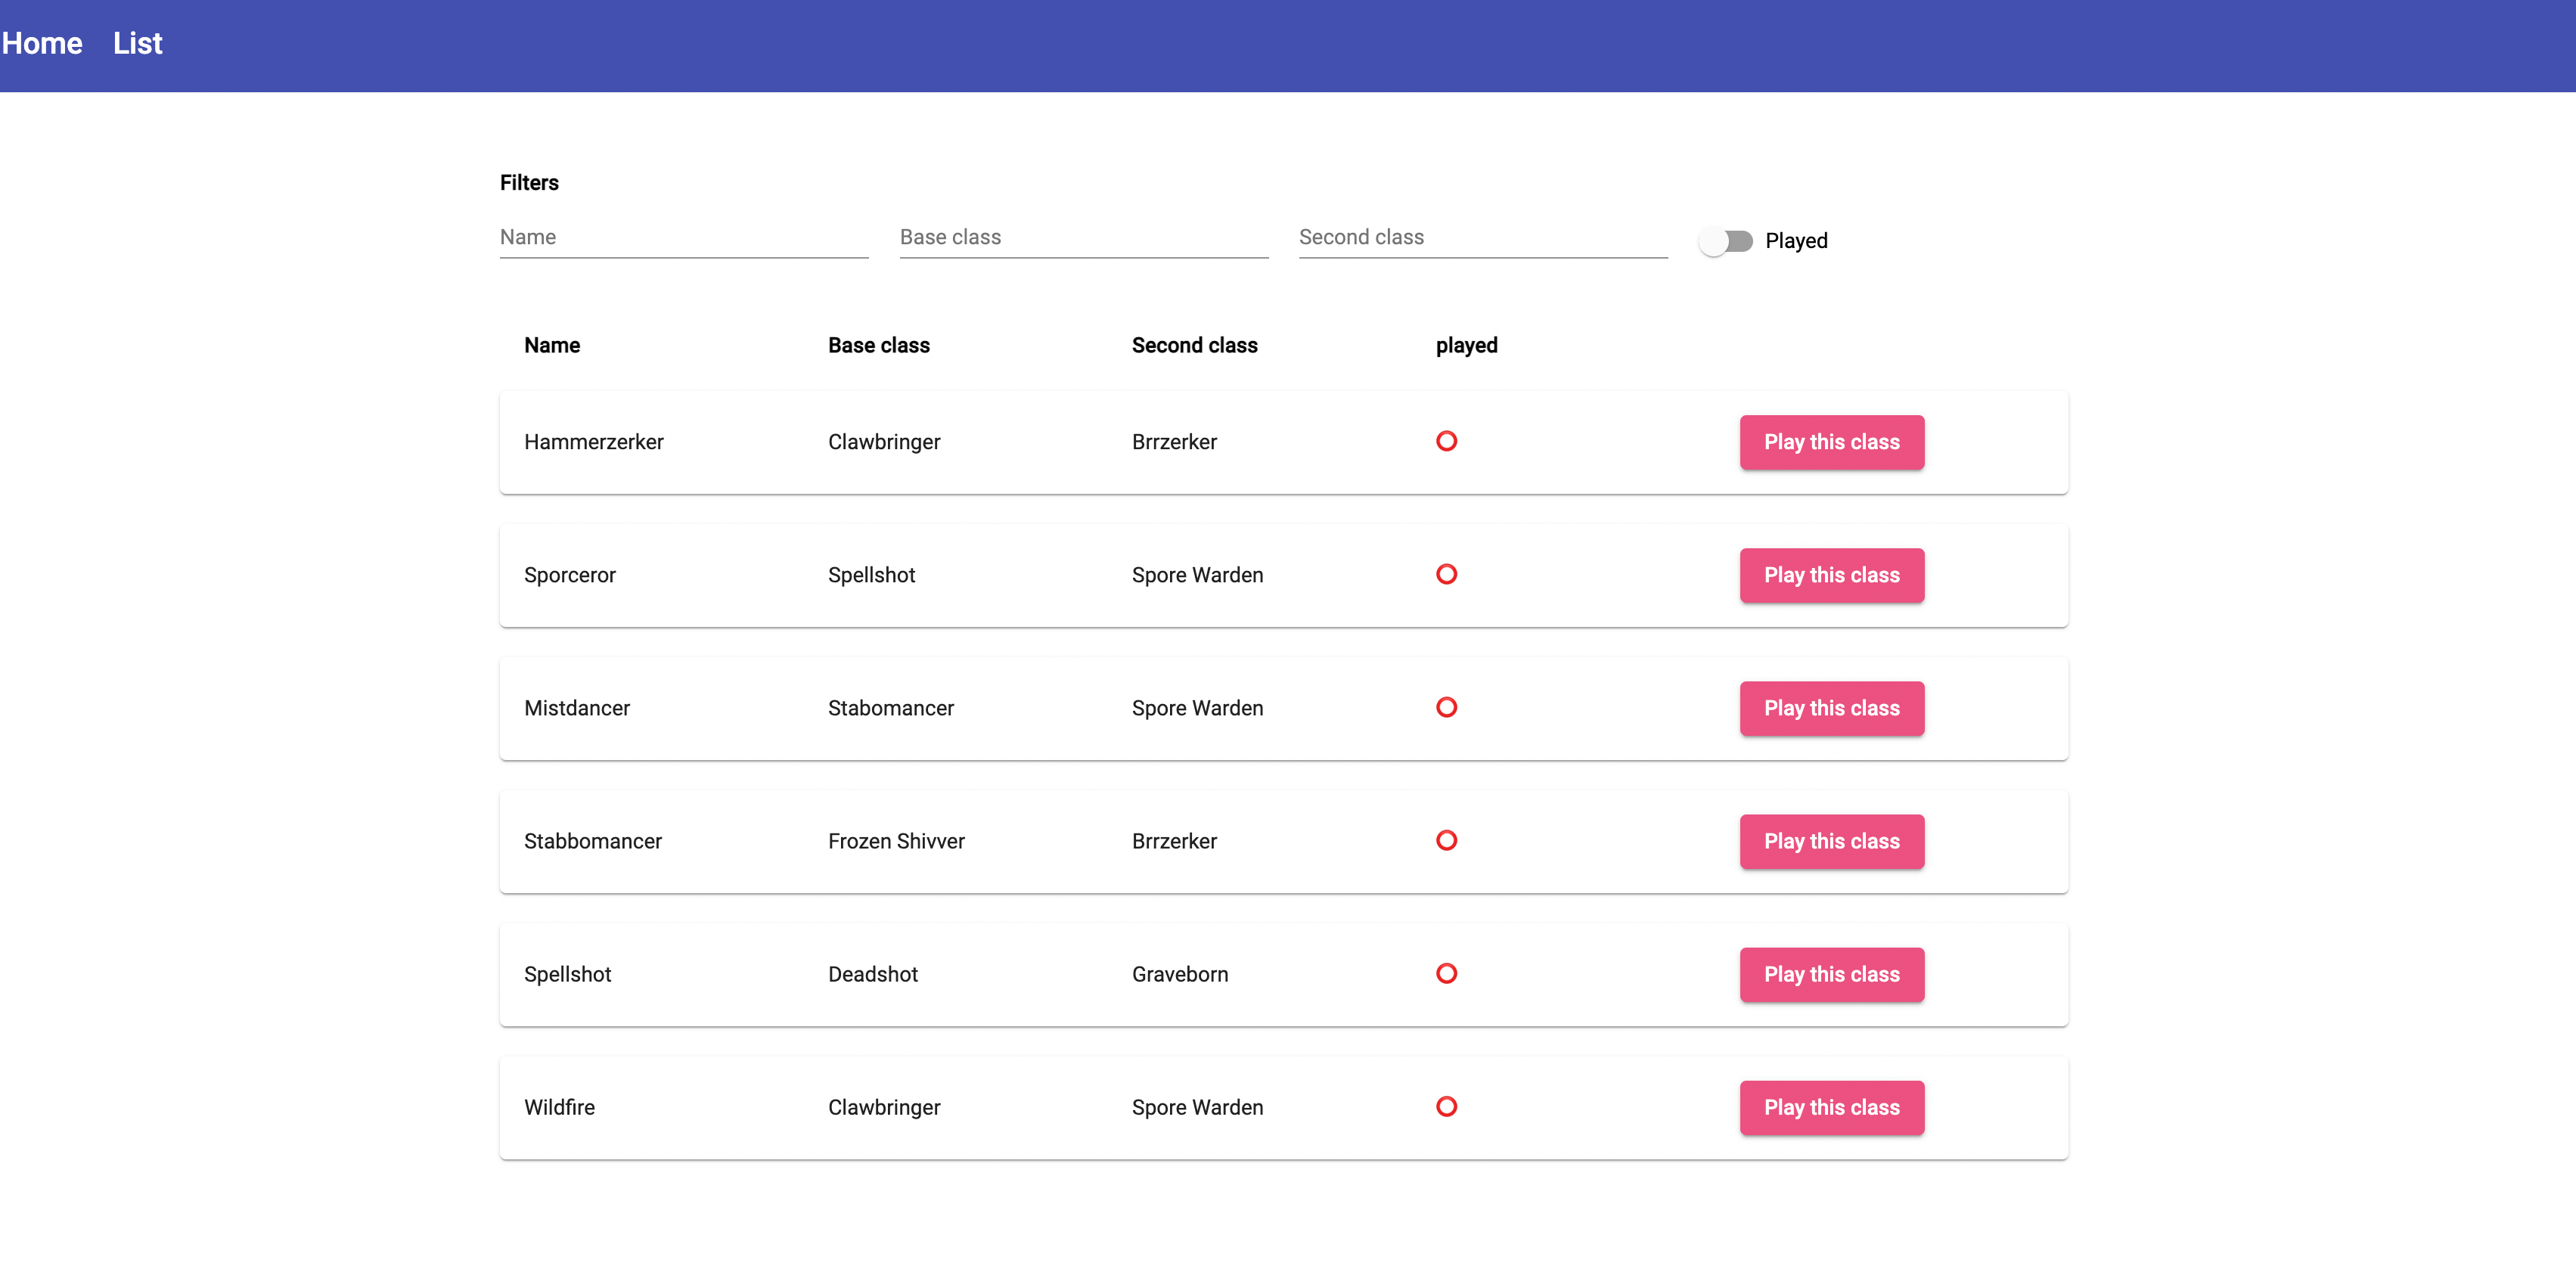 Home List
Filters
Name Base class Second class Played
Name Base class Second class played
Hammerzerker Clawbringer Brrzerker Play this class
Sporceror Spellshot Spore Warden Play this class
Mistdancer Stabomancer Spore Warden Play this class
Stabbomancer Frozen Shivver Brrzerker Play this class
Spellshot Deadshot Graveborn Play this class
Wildfire Clawbringer Spore Warden Play this class